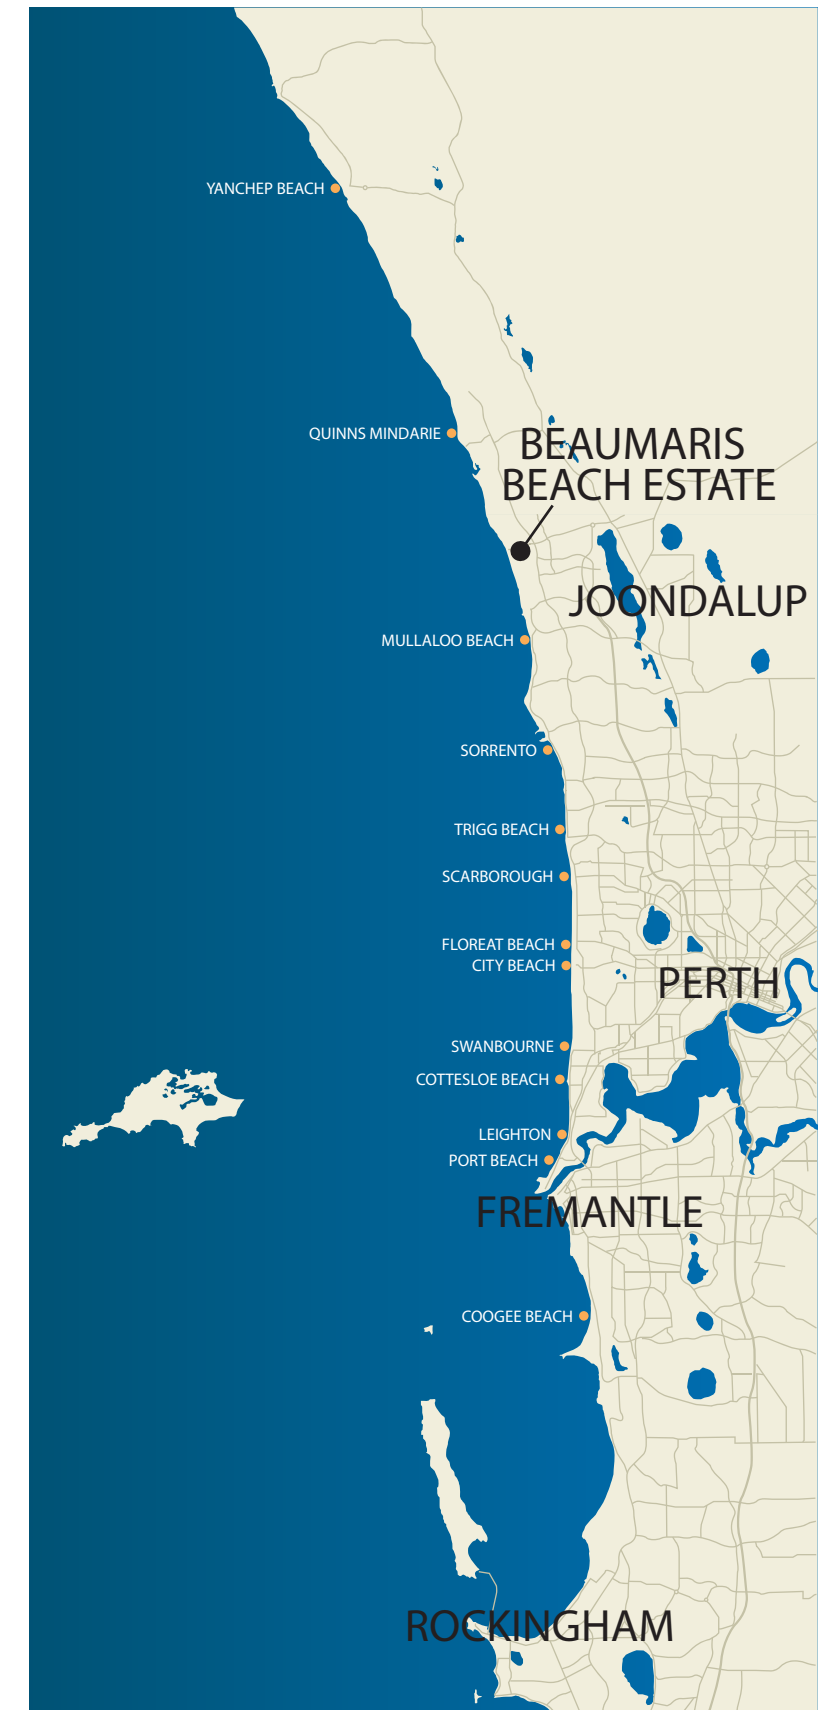 YANCHEP BEACH
QUINNS MINDARIE
BEAUMARIS
BEACH ESTATE
JOONDALUP
MULLALOO BEACH
SORRENTO
TRIGG BEACH
SCARBOROUGH
FLOREAT BEACH
CITY BEACH
PERTH
SWANBOURNE
COTTESLOE BEACH
LEIGHTON
PORT BEACH
FREMANTLE
COOGEE BEACH
ROCKINGHAM